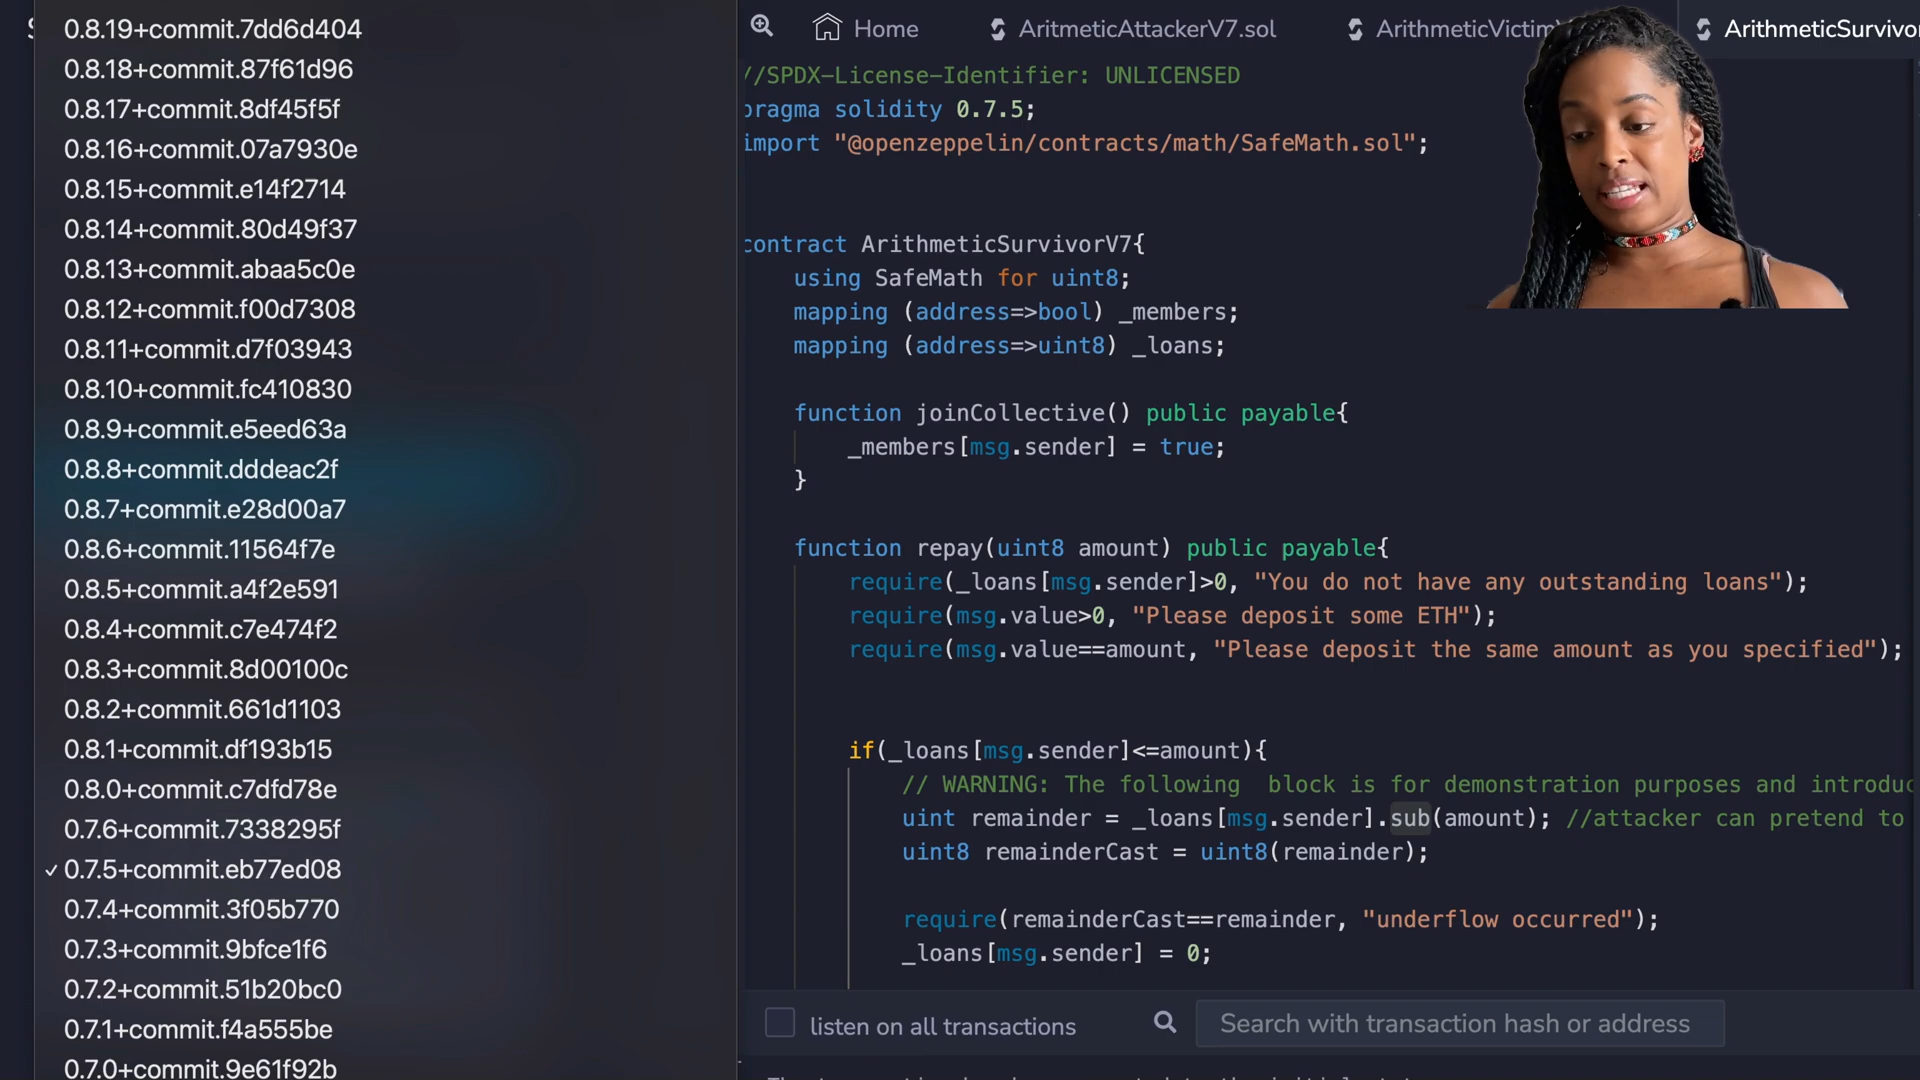 0.8.19+commit.7dd6d404
0.8.18+commit.87f61d96
0.8.17+commit.8df45f5f
0.8.16+commit.07a7930e
0.8.15+commit.e14f2714
0.8.14+commit.80d49f37
0.8.13+commit.abaa5c0e
0.8.12+commit.f00d7308
0.8.11+commit.d7f03943
0.8.10+commit.fc410830
0.8.9+commit.e5eed63a
0.8.8+commit.dddeac2f
0.8.7+commit.e28d00a7
0.8.6+commit.11564f7e
0.8.5+commit.a4f2e591
0.8.4+commit.c7e474f2
0.8.3+commit.8d00100c
0.8.2+commit.661d1103
0.8.1+commit.df193b15
0.8.0+commit.c7dfd78e
0.7.6+commit.7338295f
✓ 0.7.5+commit.eb77ed08
0.7.4+commit.3f05b770
0.7.3+commit.9bfce1f6
0.7.2+commit.51b20bc0
0.7.1+commit.f4a555be
0.7.0+commit.9e61f92b
Home AritmeticAttackerV7.sol ArithmeticVictim ArithmeticSurvivor
//SPDX-License-Identifier: UNLICENSED
pragma solidity 0.7.5;
import "@openzeppelin/contracts/math/SafeMath.sol";
contract ArithmeticSurvivorV7{
using SafeMath for uint8;
mapping (address=>bool) _members;
mapping (address=>uint8) _loans;
function joinCollective() public payable{
_members[msg.sender] = true;
}
function repay(uint8 amount) public payable{
require(_loans[msg.sender]>0, "You do not have any outstanding loans");
require(msg.value>0, "Please deposit some ETH");
require(msg.value==amount, "Please deposit the same amount as you specified");
if(_loans[msg.sender]<=amount){
// WARNING: The following block is for demonstration purposes and introduc
uint remainder = _loans[msg.sender].sub(amount); //attacker can pretend to
uint8 remainderCast = uint8(remainder);
require(remainderCast==remainder, "underflow occurred");
_loans[msg.sender] = 0;
listen on all transactions
Search with transaction hash or address